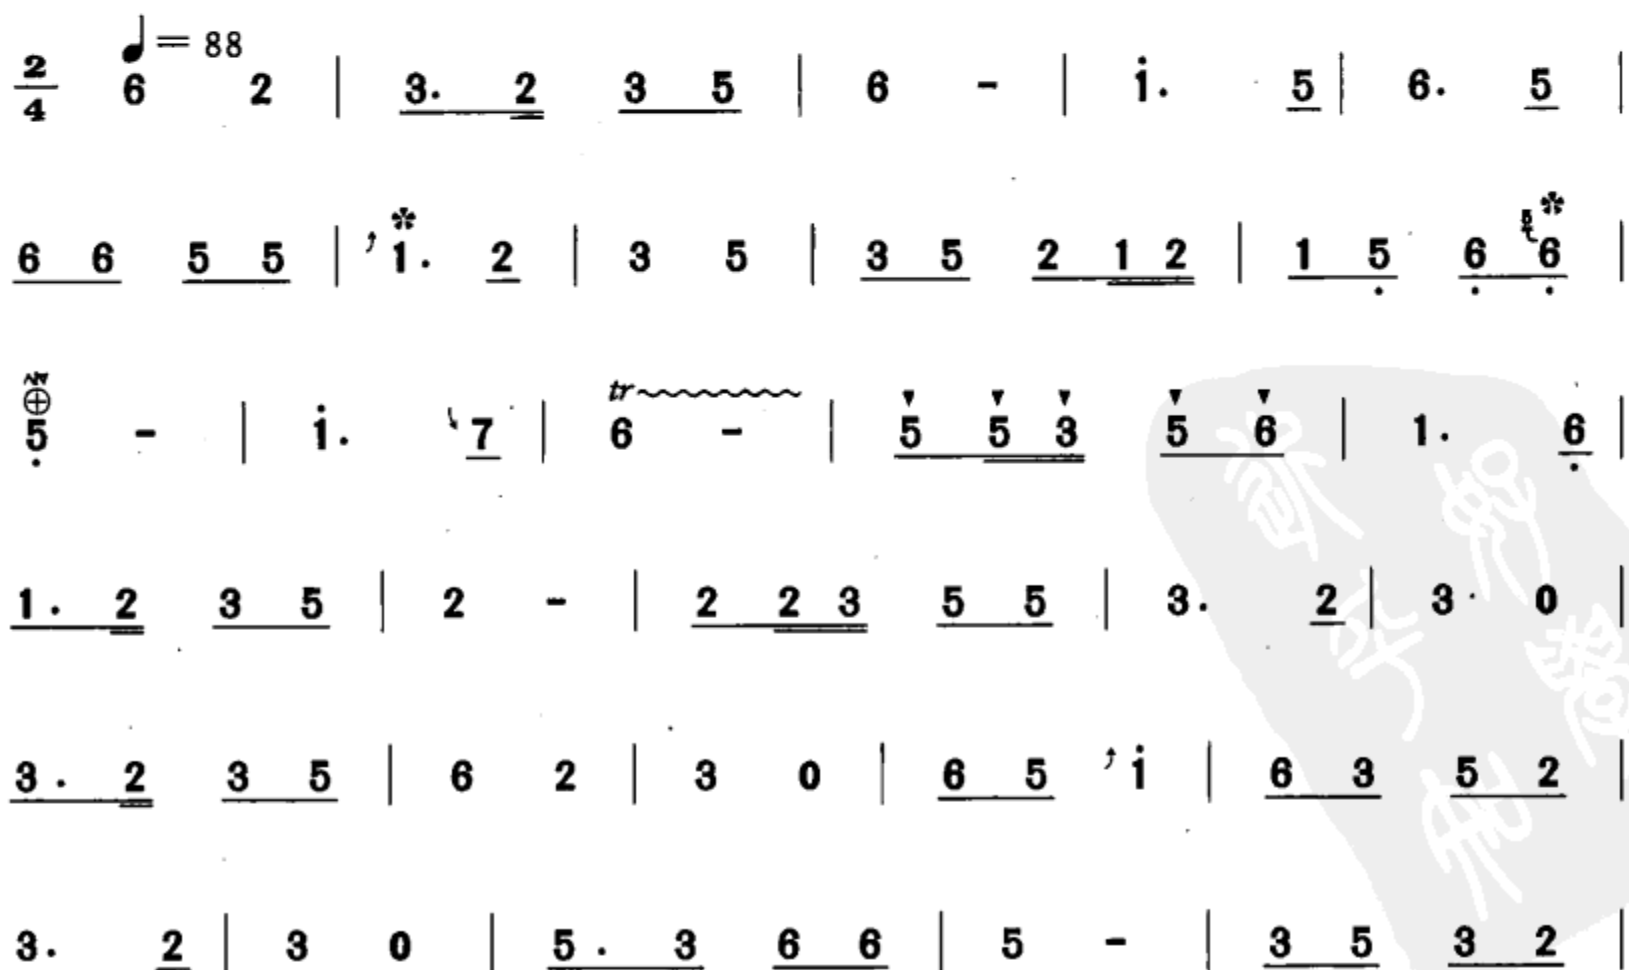 2/4 ♩= 88 6 2 | 3. 2 3 5 | 6 - | i. 5 | 6. 5 |
6 6 5 5 | 1. 2 | 3 5 | 3 5 2 1 2 | 1 5̣ 6̣ 5 6̣ |
5̣ - | i. 7 | tr 6 - | 5 5 3 5 6 | 1. 6̣ |
1. 2 3 5 | 2 - | 2 2 3 5 5 | 3. 2 | 3 0 |
3. 2 3 5 | 6 2 | 3 0 | 6 5 i | 6 3 5 2 |
3. 2 | 3 0 | 5. 3 6 6 | 5 - | 3 5 3 2 |